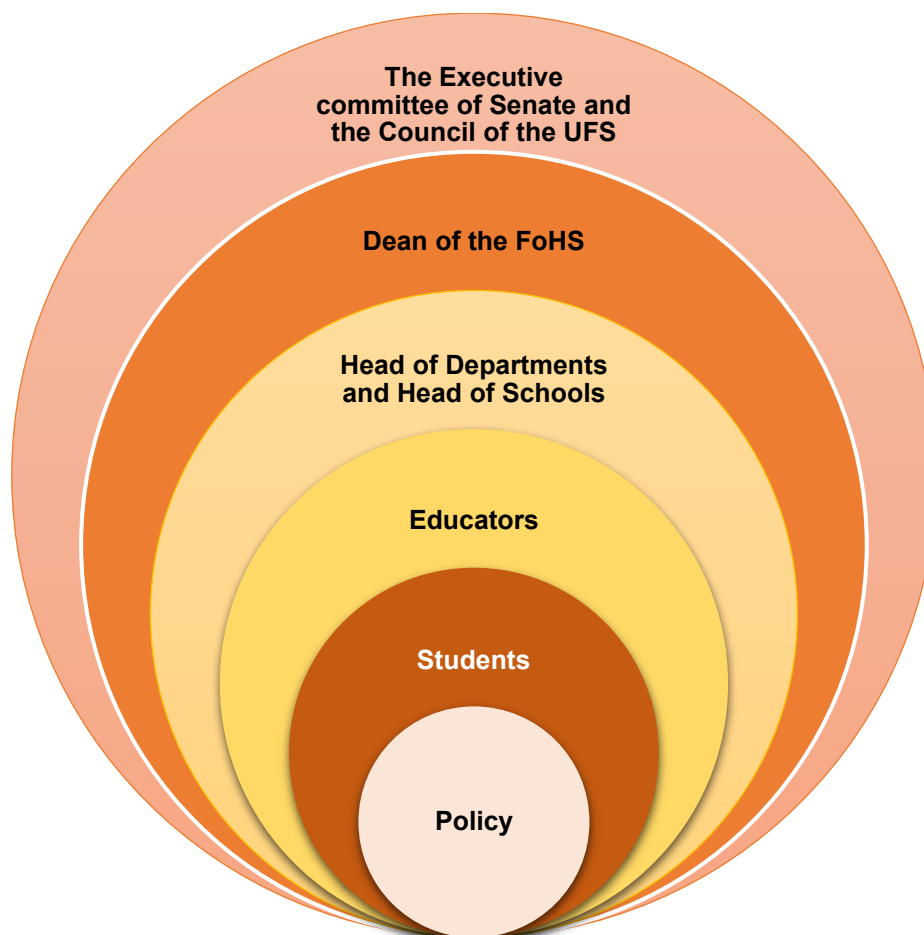 The Executive
committee of Senate and
the Council of the UFS
Dean of the FoHS
Head of Departments
and Head of Schools
Educators
Students
Policy